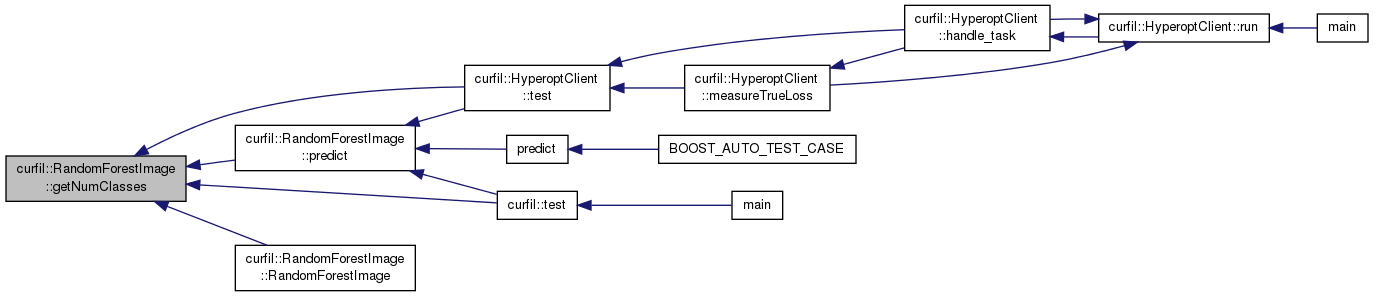 curfil::HyperoptClient
::handle_task
curfil::HyperoptClient::run
main
curfil::HyperoptClient
::test
curfil::HyperoptClient
::measureTrueLoss
curfil::RandomForestImage
::predict
predict
BOOST_AUTO_TEST_CASE
curfil::RandomForestImage
::getNumClasses
curfil::test
main
curfil::RandomForestImage
::RandomForestImage